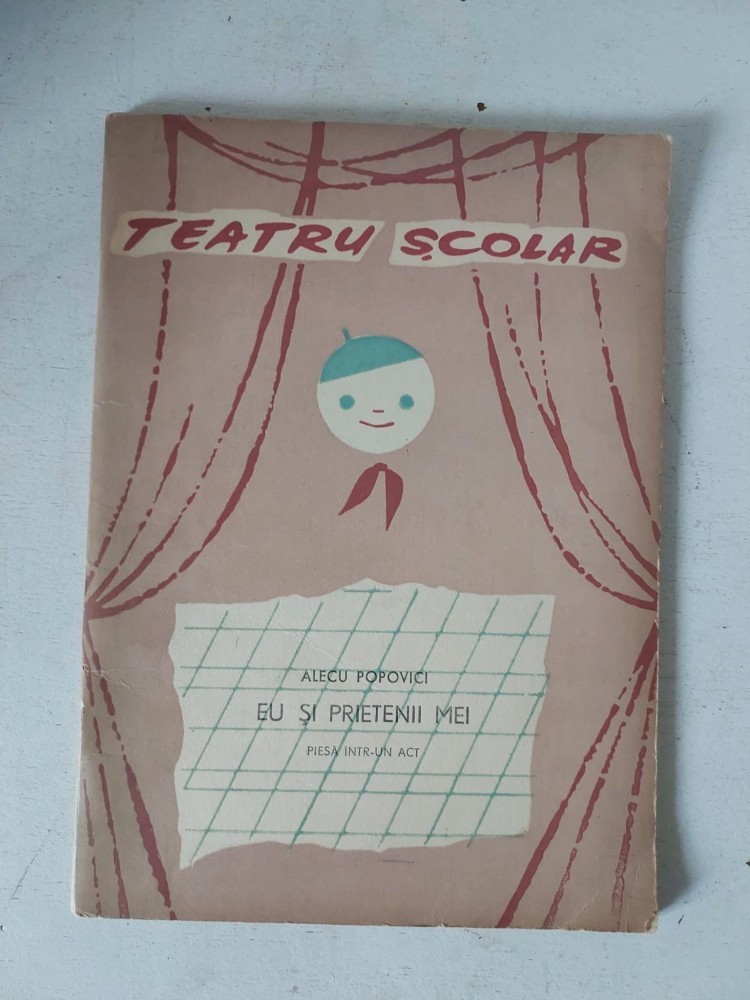 TEATRU ŞCOLAR
ALECU POPOVICI
EU ŞI PRIETENII MEI
PIESĂ INTR-UN ACT